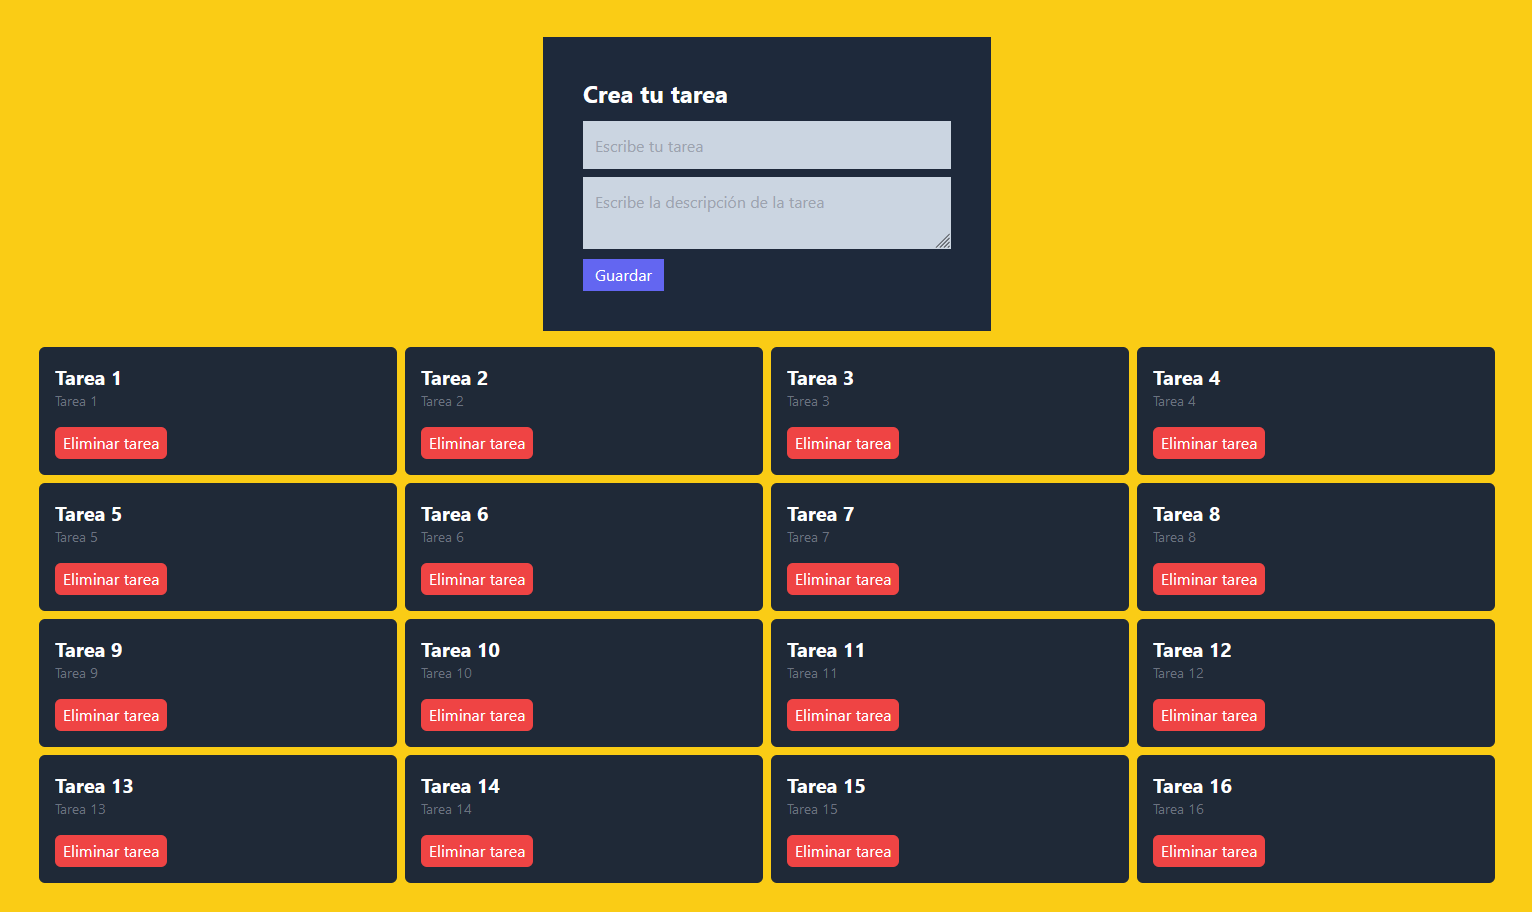 Crea tu tarea
Escribe tu tarea
Escribe la descripción de la tarea
Guardar
Tarea 1
Tarea 1
Eliminar tarea
Tarea 2
Tarea 2
Eliminar tarea
Tarea 3
Tarea 3
Eliminar tarea
Tarea 4
Tarea 4
Eliminar tarea
Tarea 5
Tarea 5
Eliminar tarea
Tarea 6
Tarea 6
Eliminar tarea
Tarea 7
Tarea 7
Eliminar tarea
Tarea 8
Tarea 8
Eliminar tarea
Tarea 9
Tarea 9
Eliminar tarea
Tarea 10
Tarea 10
Eliminar tarea
Tarea 11
Tarea 11
Eliminar tarea
Tarea 12
Tarea 12
Eliminar tarea
Tarea 13
Tarea 13
Eliminar tarea
Tarea 14
Tarea 14
Eliminar tarea
Tarea 15
Tarea 15
Eliminar tarea
Tarea 16
Tarea 16
Eliminar tarea